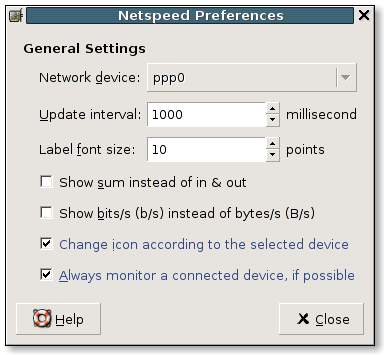 Netspeed Preferences
General Settings
Network device: ppp0
Update interval: 1000 millisecond
Label font size: 10 points
Show sum instead of in & out
Show bits/s (b/s) instead of bytes/s (B/s)
Change icon according to the selected device
Always monitor a connected device, if possible
Help Close